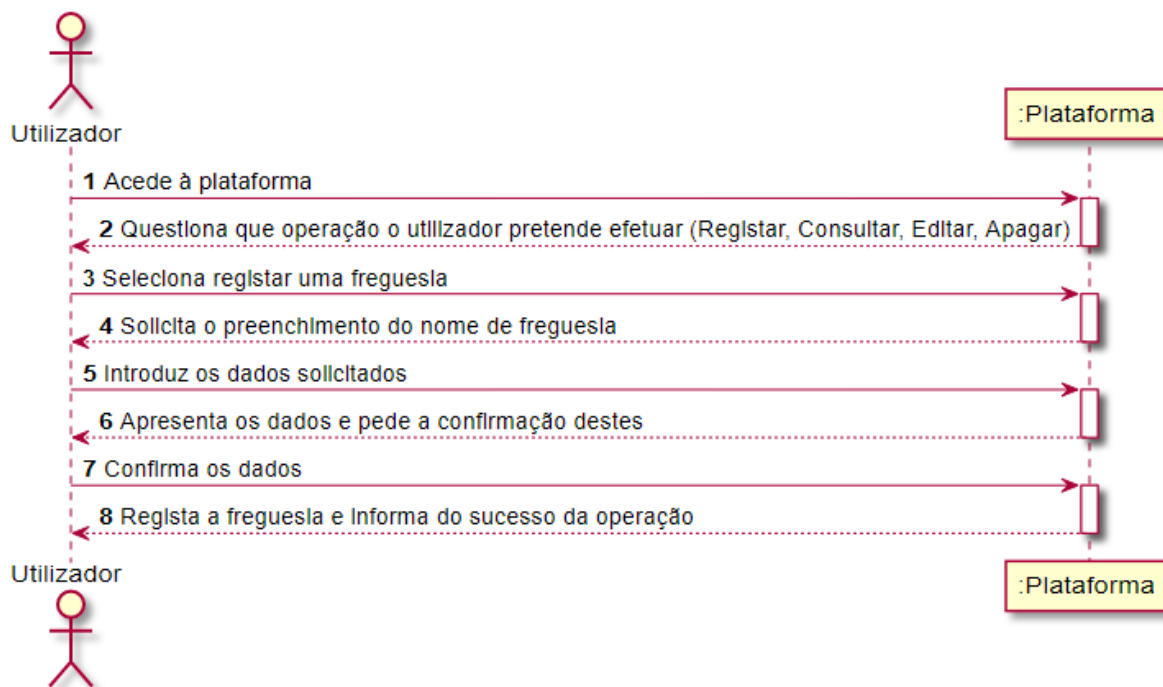 Utilizador
:Plataforma
1 Acede à plataforma
2 Questiona que operação o utilizador pretende efetuar (Registar, Consultar, Editar, Apagar)
3 Seleciona registar uma freguesia
4 Solicita o preenchimento do nome de freguesia
5 Introduz os dados solicitados
6 Apresenta os dados e pede a confirmação destes
7 Confirma os dados
8 Regista a freguesia e informa do sucesso da operação
Utilizador
:Plataforma